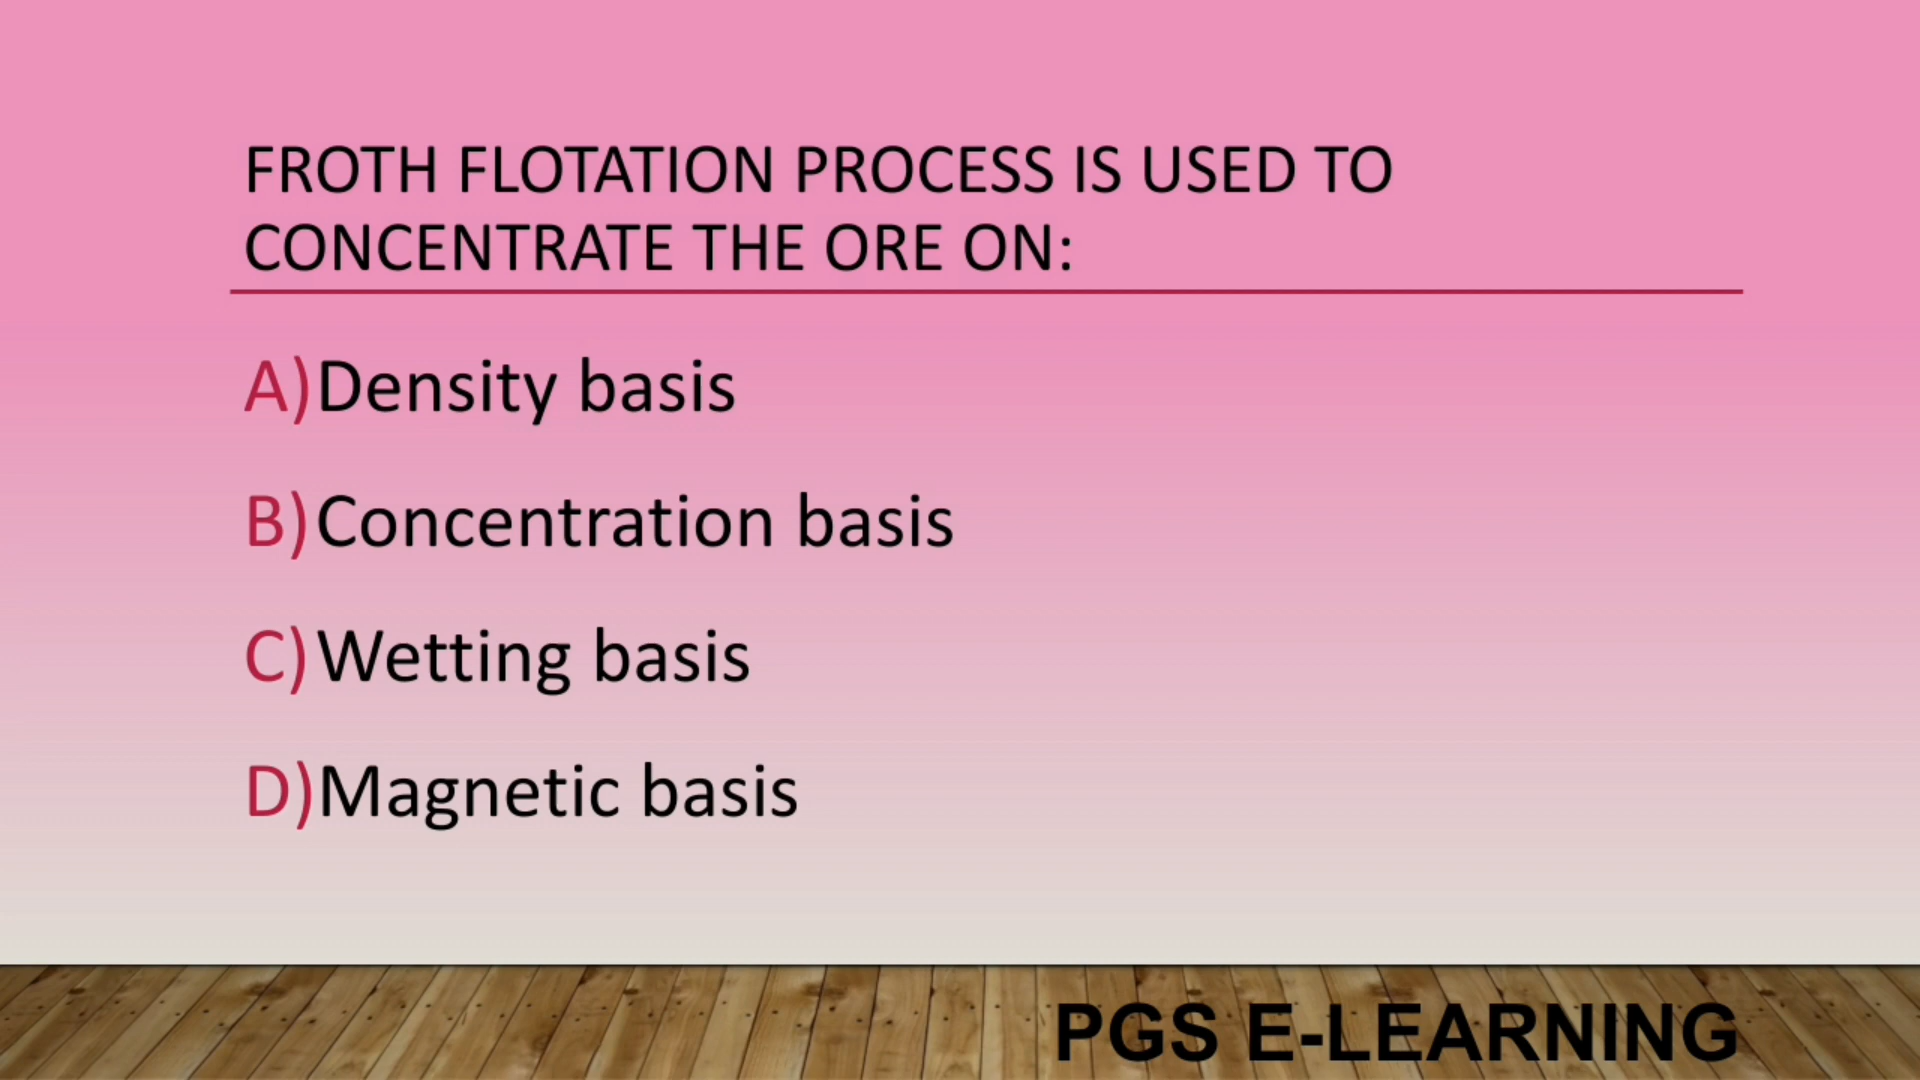 FROTH FLOTATION PROCESS IS USED TO
CONCENTRATE THE ORE ON:
A) Density basis
B) Concentration basis
C) Wetting basis
D) Magnetic basis
PGS E-LEARNING